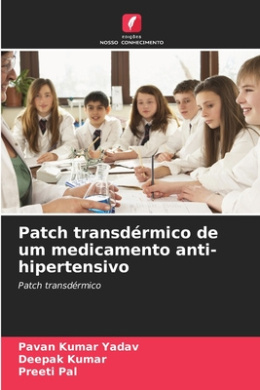 edições
NOSSO CONHECIMENTO
Patch transdérmico de
um medicamento anti-
hipertensivo
Patch transdérmico
Pavan Kumar Yadav
Deepak Kumar
Preeti Pal